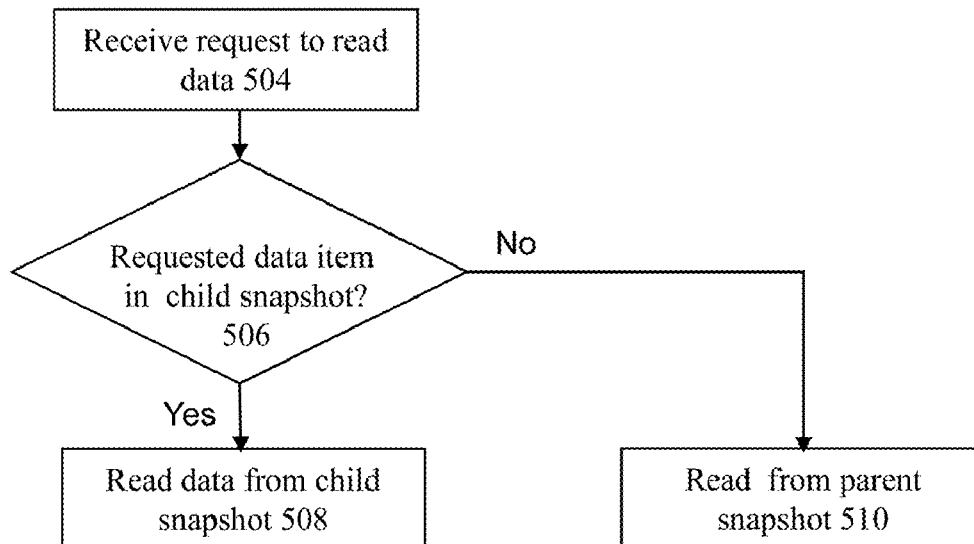 Receive request to read
data 504
Requested data item
in child snapshot?
506
No
Yes
Read data from child
snapshot 508
Read from parent
snapshot 510